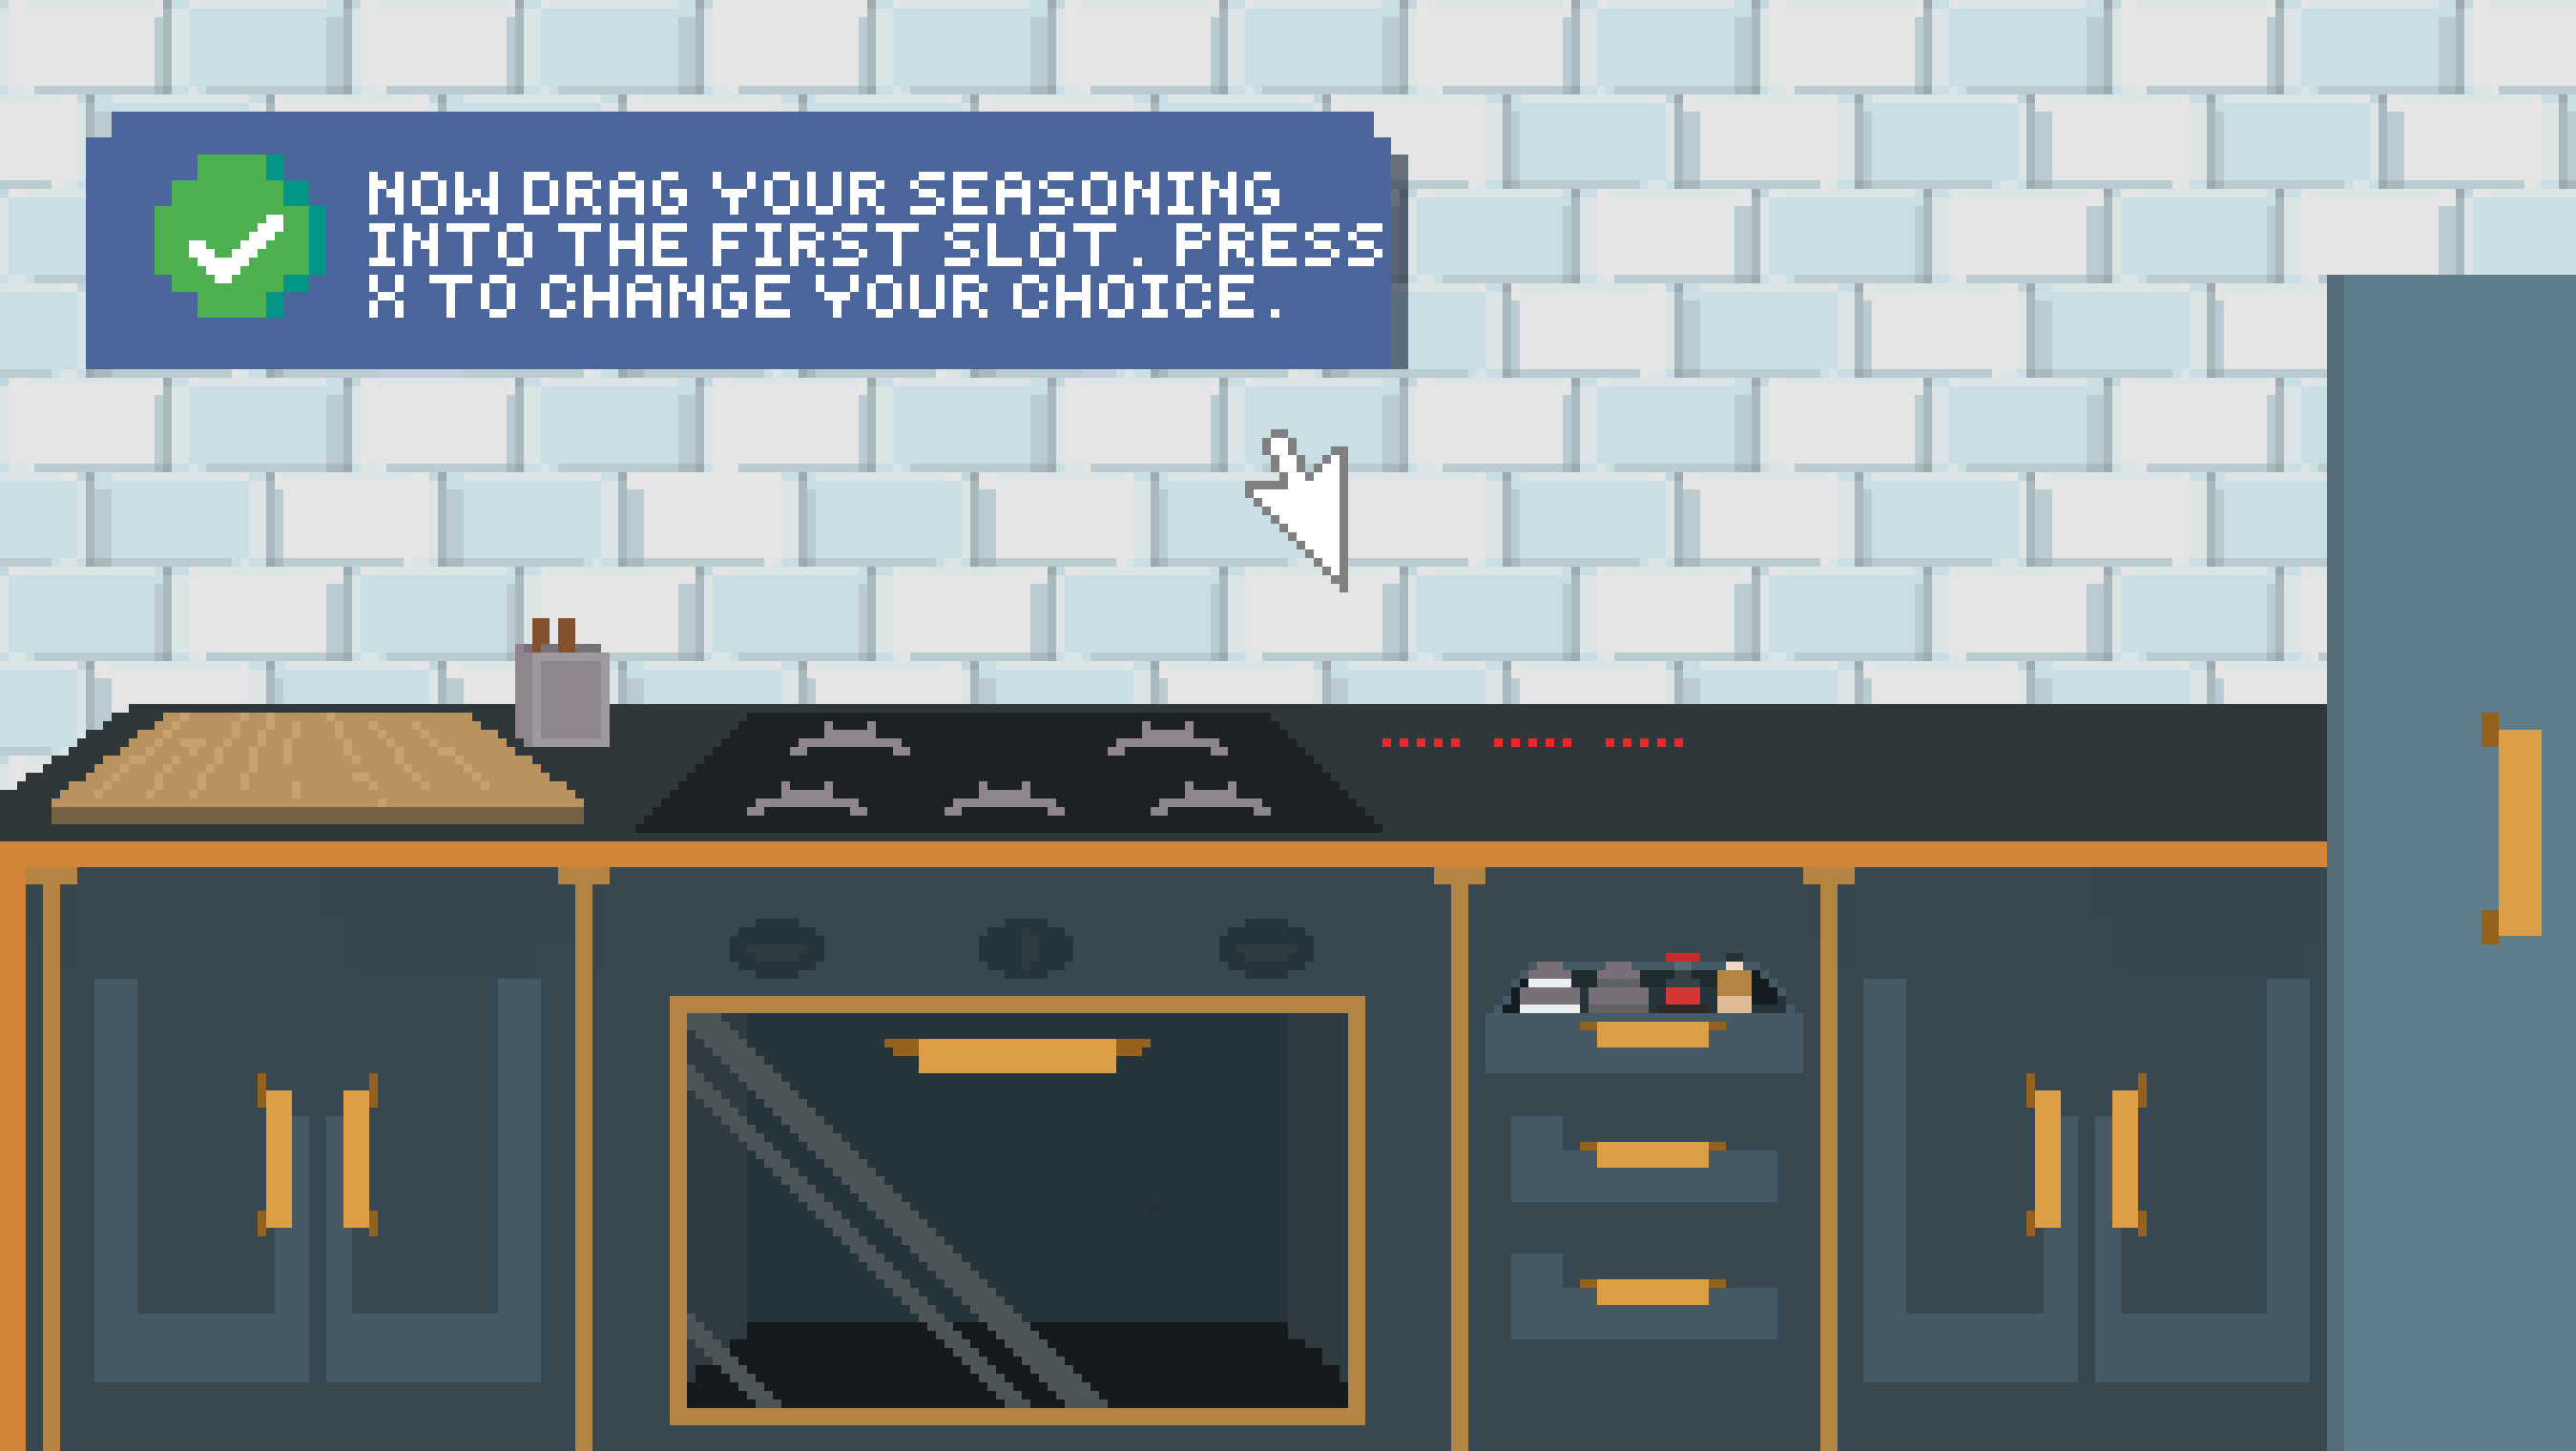 NOW DRAG YOUR SEASONING
INTO THE FIRST SLOT. PRESS
X TO CHANGE YOUR CHOICE.